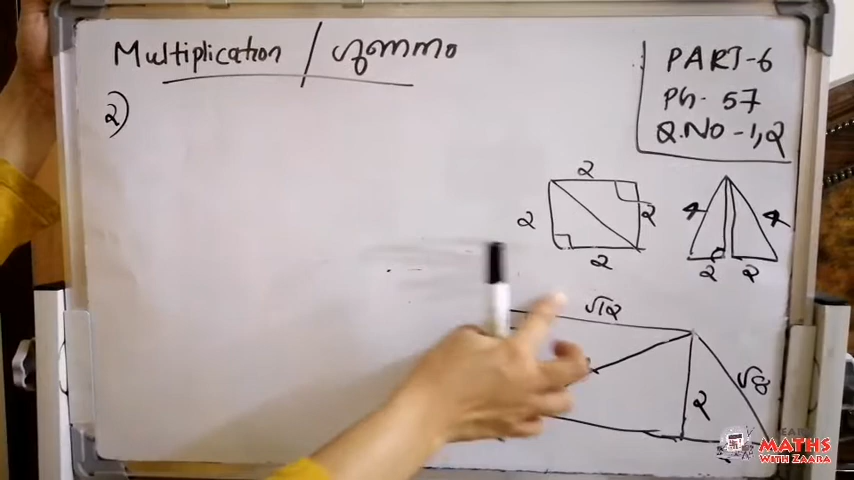 Multiplication / ഗുണനം
PART-6
Pg- 57
Q.No -1,2
2)
2
2
2
2
4
4
2
2
√12
√8
2
LEARN
MATHS
WITH ZAARA